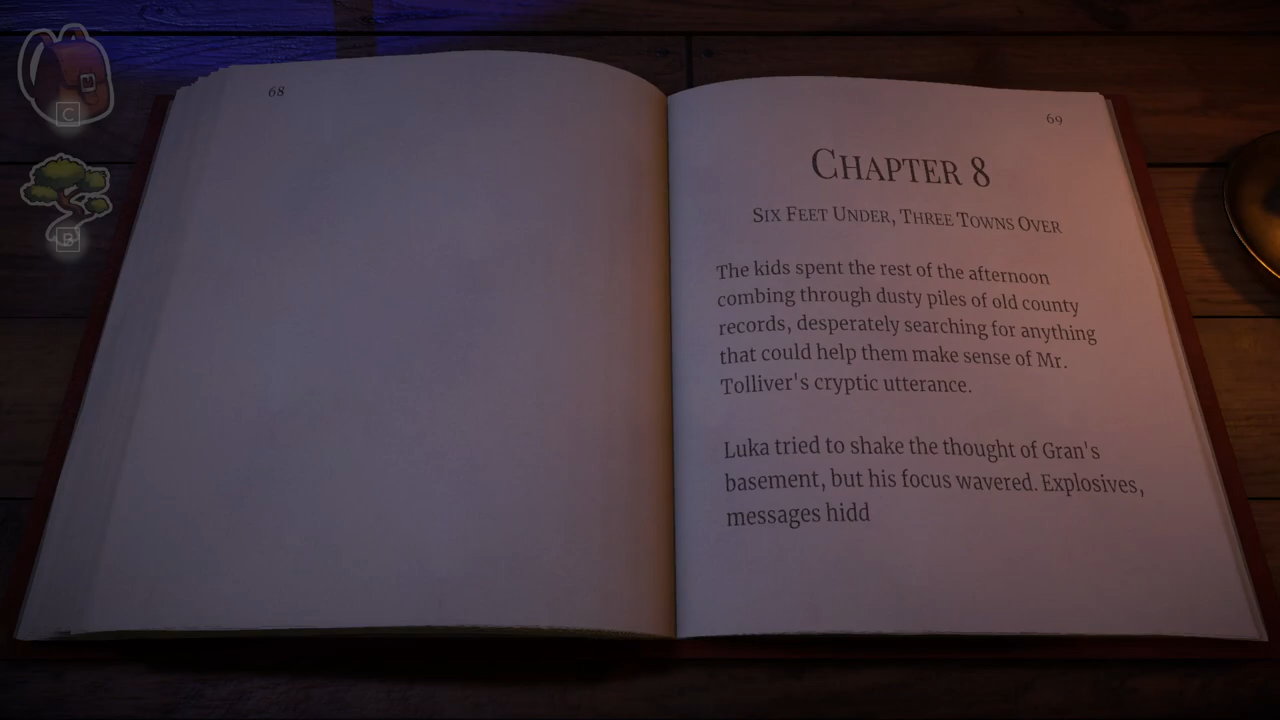 68
69
Chapter 8
Six Feet Under, Three Towns Over
The kids spent the rest of the afternoon
combing through dusty piles of old county
records, desperately searching for anything
that could help them make sense of Mr.
Tolliver's cryptic utterance.
Luka tried to shake the thought of Gran's
basement, but his focus wavered. Explosives,
messages hidd
C
B